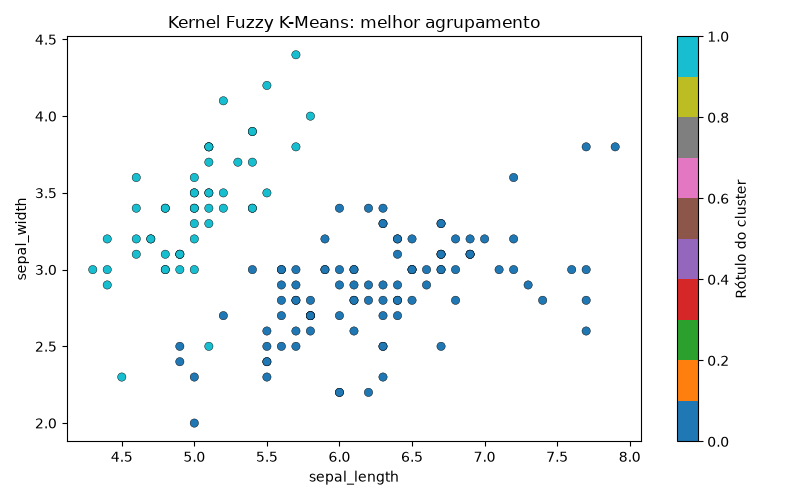 Kernel Fuzzy K-Means: melhor agrupamento
4.5
4.0
3.5
3.0
2.5
2.0
sepal_width
4.5 5.0 5.5 6.0 6.5 7.0 7.5 8.0
sepal_length
1.0
0.8
0.6
0.4
0.2
0.0
Rótulo do cluster